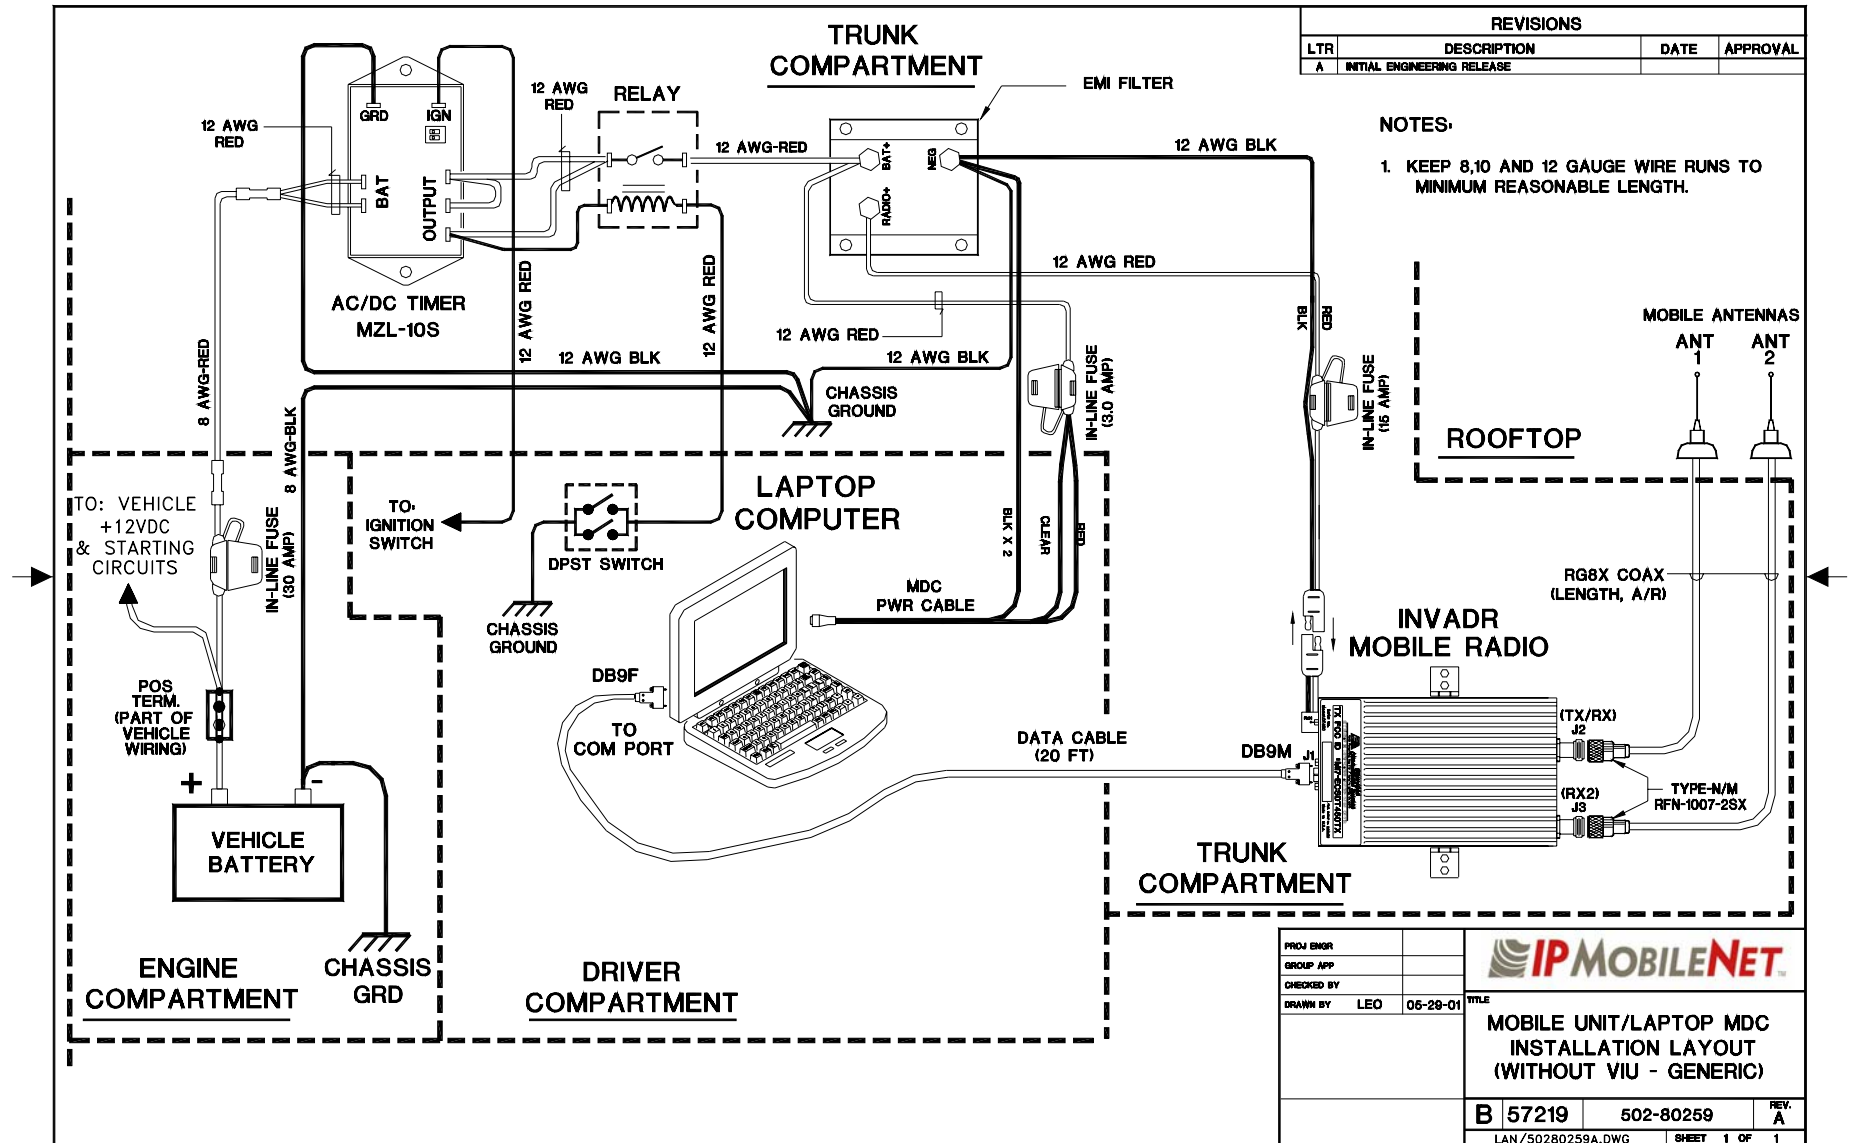 TRUNK
COMPARTMENT
REVISIONS
LTR DESCRIPTION DATE APPROVAL
A INITIAL ENGINEERING RELEASE
NOTES:
1. KEEP 8,10 AND 12 GAUGE WIRE RUNS TO
MINIMUM REASONABLE LENGTH.
12 AWG
RED
GRD
IGN
BAT
OUTPUT
AC/DC TIMER
MZL-10S
12 AWG
RED
RELAY
12 AWG-RED
EMI FILTER
BAT+
NEG
RADIO+
12 AWG BLK
12 AWG RED
12 AWG RED
12 AWG RED
12 AWG RED
12 AWG BLK
12 AWG BLK
CHASSIS
GROUND
IN-LINE FUSE
(3.0 AMP)
BLK
RED
IN-LINE FUSE
(15 AMP)
MOBILE ANTENNAS
ANT
1
ANT
2
ROOFTOP
8 AWG-RED
8 AWG-BLK
TO: VEHICLE
+12VDC
& STARTING
CIRCUITS
IN-LINE FUSE
(30 AMP)
TO:
IGNITION
SWITCH
DPST SWITCH
CHASSIS
GROUND
LAPTOP
COMPUTER
BLK X 2
CLEAR
RED
MDC
PWR CABLE
RG8X COAX
(LENGTH, A/R)
INVADR
MOBILE RADIO
POS
TERM.
(PART OF
VEHICLE
WIRING)
+
-
VEHICLE
BATTERY
CHASSIS
GRD
ENGINE
COMPARTMENT
DB9F
TO
COM PORT
DATA CABLE
(20 FT)
DB9M
J1
TX FCC ID
(TX/RX)
J2
(RX2)
J3
TYPE-N/M
RFN-1007-2SX
TRUNK
COMPARTMENT
DRIVER
COMPARTMENT
PROJ ENGR
GROUP APP
CHECKED BY
DRAWN BY LEO 05-29-01
IPMOBILENET
TITLE
MOBILE UNIT/LAPTOP MDC
INSTALLATION LAYOUT
(WITHOUT VIU - GENERIC)
B 57219 502-80259 REV. A
LAN/50280259A.DWG SHEET 1 OF 1